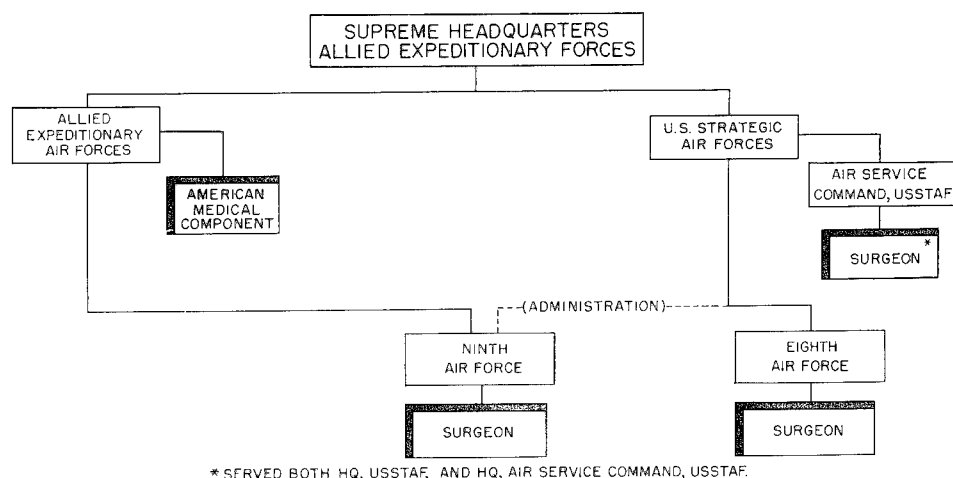 SUPREME HEADQUARTERS
ALLIED EXPEDITIONARY FORCES
ALLIED
EXPEDITIONARY
AIR FORCES
U.S. STRATEGIC
AIR FORCES
AMERICAN
MEDICAL
COMPONENT
AIR SERVICE
COMMAND, USSTAF
SURGEON *
(ADMINISTRATION)
NINTH
AIR FORCE
EIGHTH
AIR FORCE
SURGEON
SURGEON
* SERVED BOTH HQ, USSTAF, AND HQ, AIR SERVICE COMMAND, USSTAF.